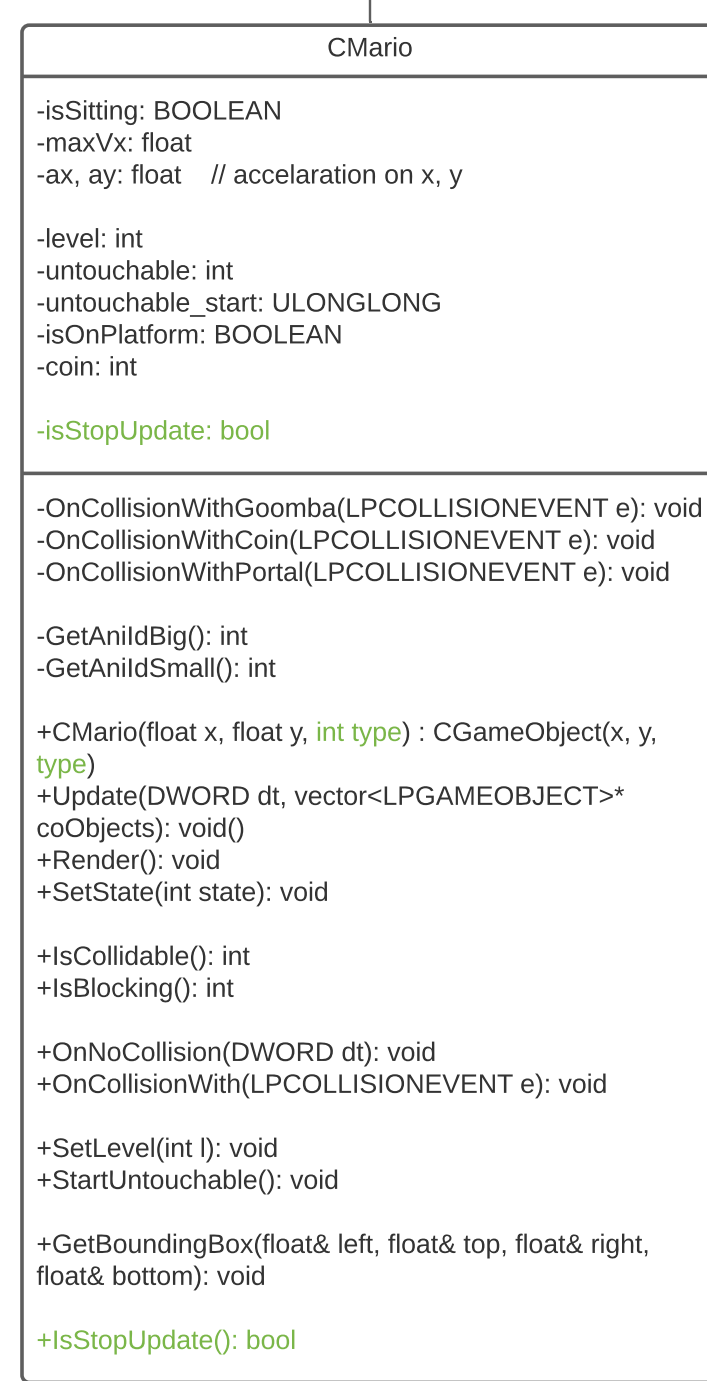 CMario
-isSitting: BOOLEAN
-maxVx: float
-ax, ay: float    // accelaration on x, y
-level: int
-untouchable: int
-untouchable_start: ULONGLONG
-isOnPlatform: BOOLEAN
-coin: int
-isStopUpdate: bool
-OnCollisionWithGoomba(LPCOLLISIONEVENT e): void
-OnCollisionWithCoin(LPCOLLISIONEVENT e): void
-OnCollisionWithPortal(LPCOLLISIONEVENT e): void
-GetAniIdBig(): int
-GetAniIdSmall(): int
+CMario(float x, float y, int type) : CGameObject(x, y,
type)
+Update(DWORD dt, vector<LPGAMEOBJECT>*
coObjects): void()
+Render(): void
+SetState(int state): void
+IsCollidable(): int
+IsBlocking(): int
+OnNoCollision(DWORD dt): void
+OnCollisionWith(LPCOLLISIONEVENT e): void
+SetLevel(int l): void
+StartUntouchable(): void
+GetBoundingBox(float& left, float& top, float& right,
float& bottom): void
+IsStopUpdate(): bool